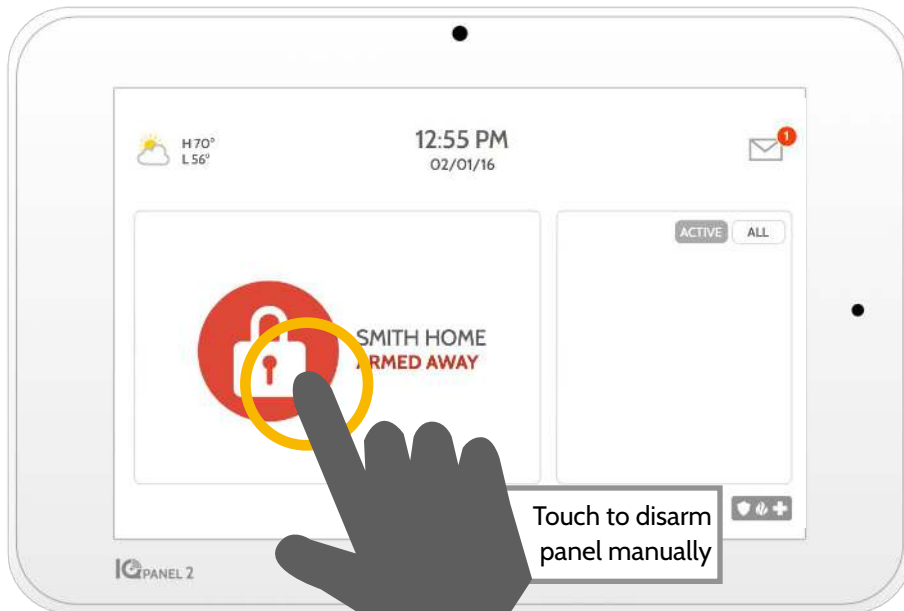 H 70°
L 56°
12:55 PM
02/01/16
1
ACTIVE
ALL
SMITH HOME
ARMED AWAY
Touch to disarm
panel manually
IQ PANEL 2